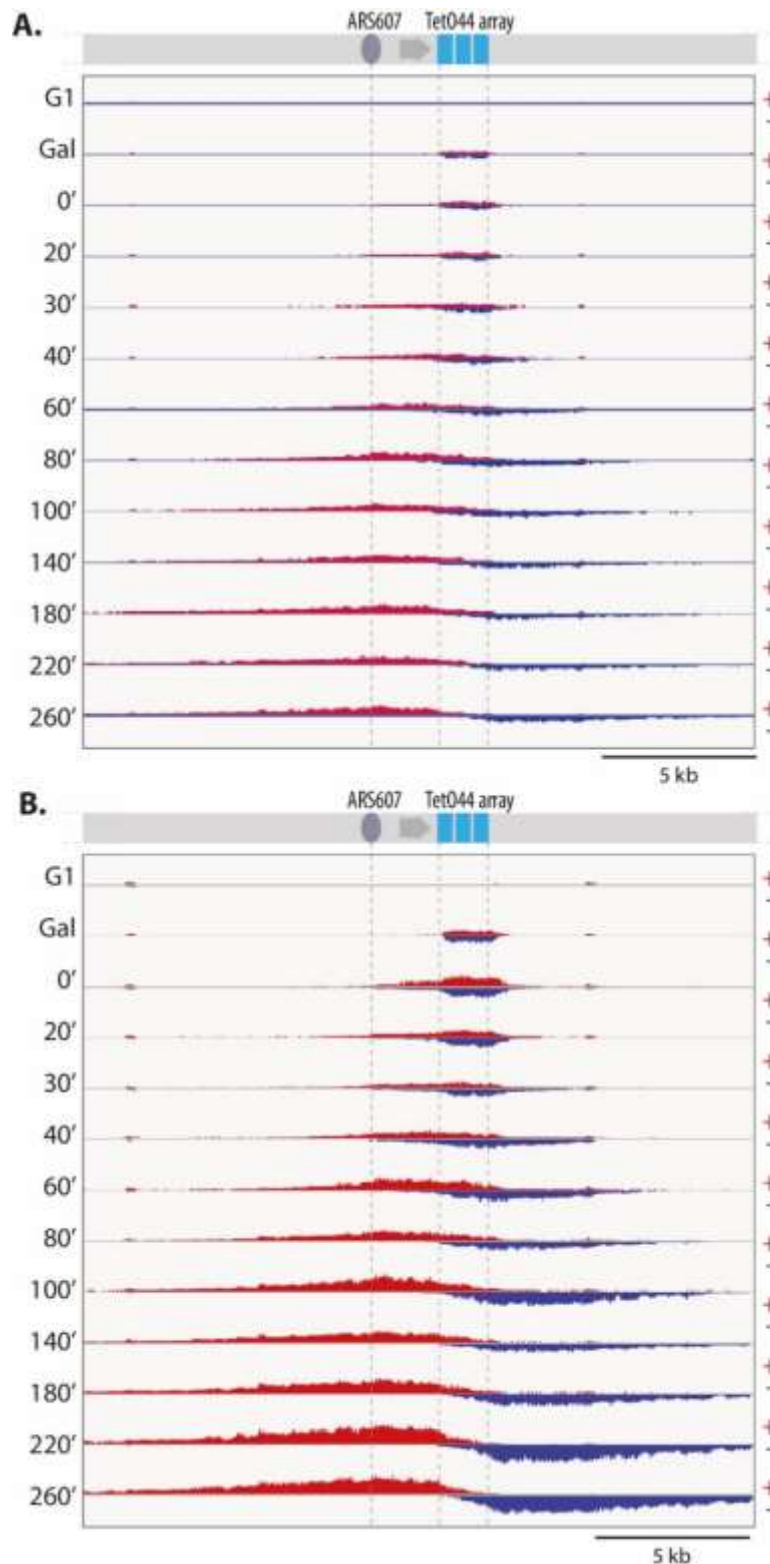 A.
ARS607 TetO44 array
G1
Gal
0′
20′
30′
40′
60′
80′
100′
140′
180′
220′
260′
5 kb
B.
ARS607 TetO44 array
G1
Gal
0′
20′
30′
40′
60′
80′
100′
140′
180′
220′
260′
5 kb